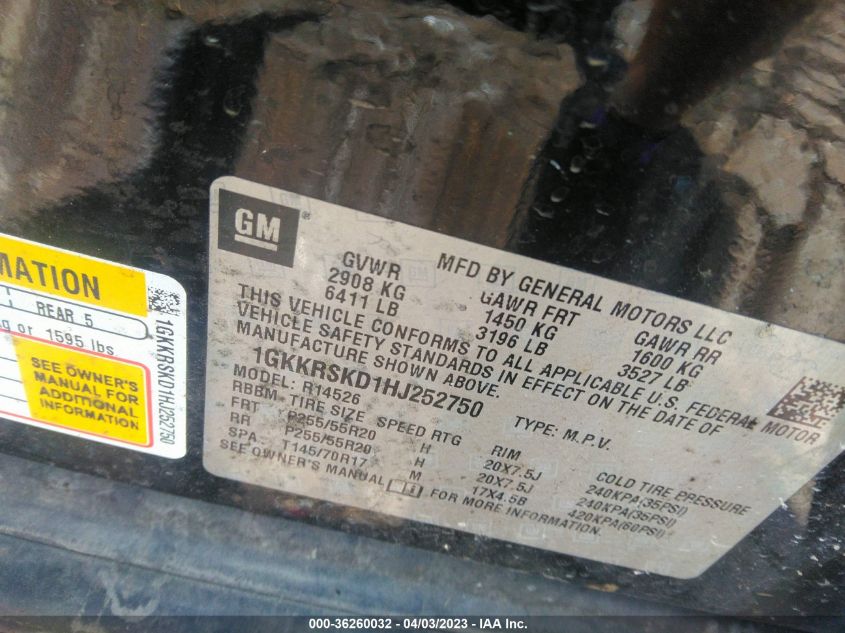 MATION
REAR 5
or 1595 lbs
SEE OWNER'S
MANUAL FOR
ADDITIONAL
INFORMATION
1GKKRSKD1HJ252750
GM
®
MFD BY GENERAL MOTORS LLC
GVWR GAWR FRT GAWR RR
2908 KG 1450 KG 1600 KG
6411 LB 3196 LB 3527 LB
THIS VEHICLE CONFORMS TO ALL APPLICABLE U.S. FEDERAL MOTOR
VEHICLE SAFETY STANDARDS IN EFFECT ON THE DATE OF
MANUFACTURE SHOWN ABOVE.
1GKKRSKD1HJ252750 TYPE: M.P.V.
MODEL: R14526
RBBM- TIRE SIZE SPEED RTG RIM COLD TIRE PRESSURE
FRT P255/55R20 H 20X7.5J 240KPA(35PSI)
RR P255/55R20 H 20X7.5J 240KPA(35PSI)
SPA. T145/70R17 M 17X4.5B 420KPA(60PSI)
SEE OWNER'S MANUAL i FOR MORE INFORMATION.
000-36260032 - 04/03/2023 - IAA Inc.